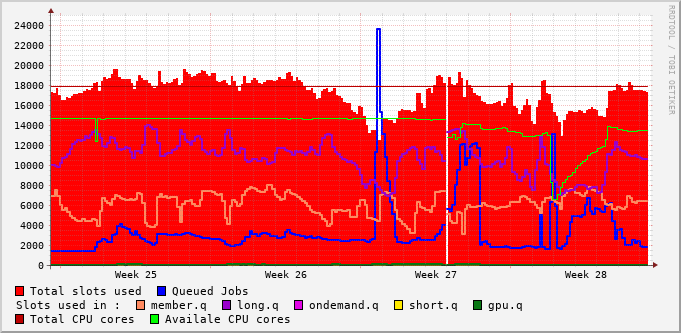 24000
22000
20000
18000
16000
14000
12000
10000
8000
6000
4000
2000
0
Week 25 Week 26 Week 27 Week 28
Total slots used Queued Jobs
Slots used in : member.q long.q ondemand.q short.q gpu.q
Total CPU cores Availale CPU cores
RRDTOOL / TOBI OETIKER